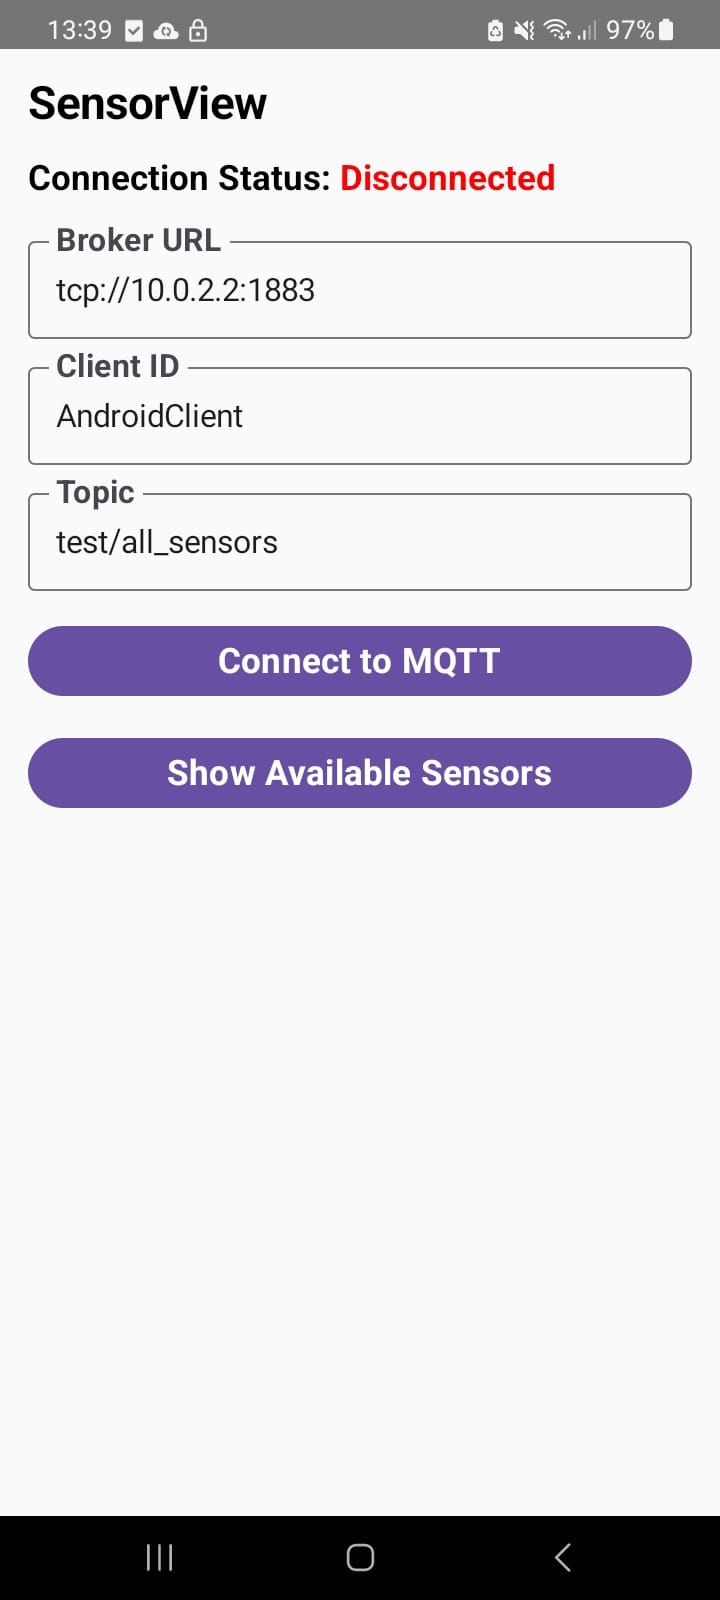 13:39
97%
SensorView
Connection Status: Disconnected
Broker URL
tcp://10.0.2.2:1883
Client ID
AndroidClient
Topic
test/all_sensors
Connect to MQTT
Show Available Sensors